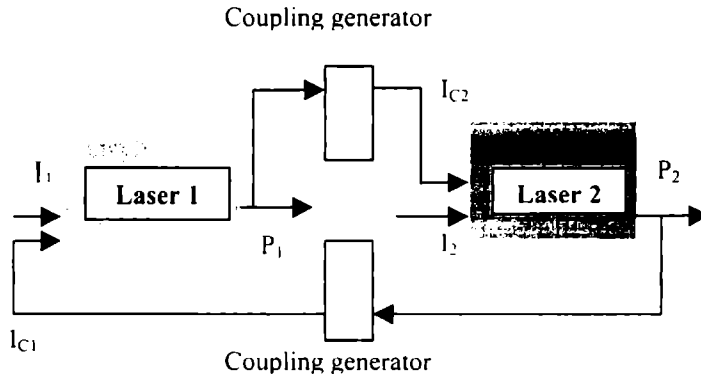 Coupling generator
I_C2
I_1
Laser 1
Laser 2
P_2
P_1
I_2
I_C1
Coupling generator